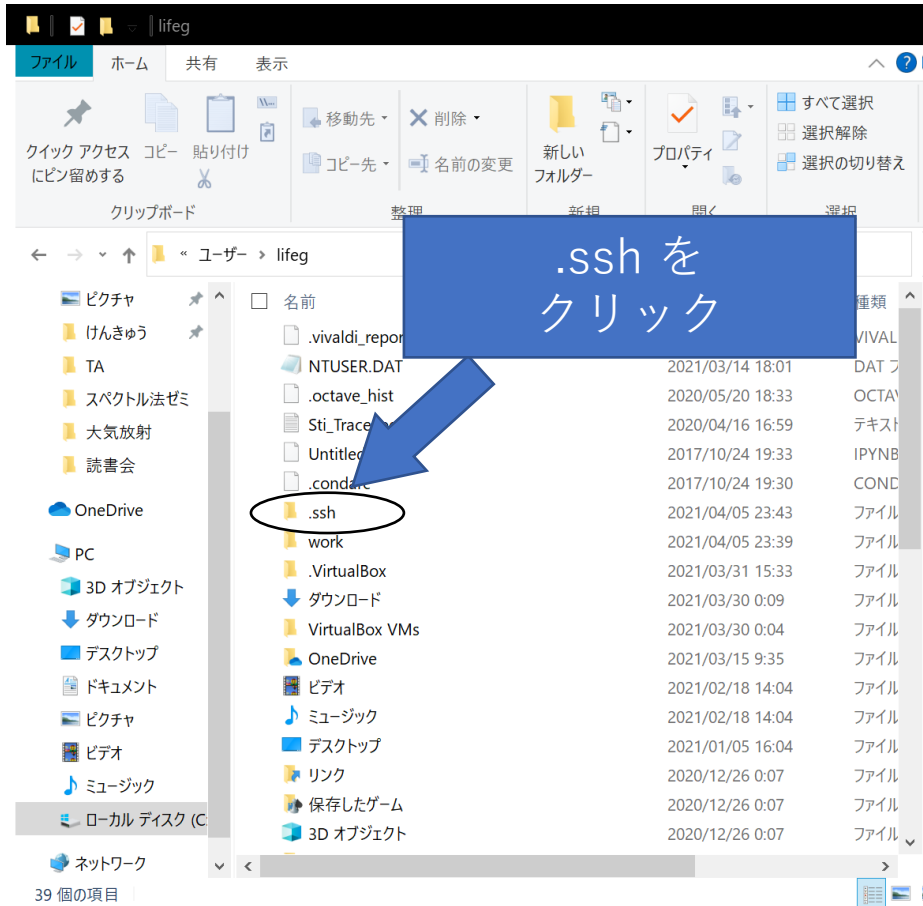 lifeg
ファイル ホーム 共有 表示
クイック アクセス
にピン留めする
コピー
貼り付け
移動先
コピー先
削除
名前の変更
新しい
フォルダー
プロパティ
すべて選択
選択解除
選択の切り替え
クリップボード 整理 新規 開く 選択
« ユーザー › lifeg
.ssh を
クリック
ピクチャ
けんきゅう
TA
スペクトル法ゼミ
大気放射
読書会
OneDrive
PC
3D オブジェクト
ダウンロード
デスクトップ
ドキュメント
ピクチャ
ビデオ
ミュージック
ローカル ディスク (C:
ネットワーク
名前 種類
.vivaldi_repor VIVAL
NTUSER.DAT 2021/03/14 18:01 DAT フ
.octave_hist 2020/05/20 18:33 OCTA
Sti_Trace 2020/04/16 16:59 テキスト
Untitled 2017/10/24 19:33 IPYNB
.condarc 2017/10/24 19:30 COND
.ssh 2021/04/05 23:43 ファイル
work 2021/04/05 23:39 ファイル
.VirtualBox 2021/03/31 15:33 ファイル
ダウンロード 2021/03/30 0:09 ファイル
VirtualBox VMs 2021/03/30 0:04 ファイル
OneDrive 2021/03/15 9:35 ファイル
ビデオ 2021/02/18 14:04 ファイル
ミュージック 2021/02/18 14:04 ファイル
デスクトップ 2021/01/05 16:04 ファイル
リンク 2020/12/26 0:07 ファイル
保存したゲーム 2020/12/26 0:07 ファイル
3D オブジェクト 2020/12/26 0:07 ファイル
39 個の項目